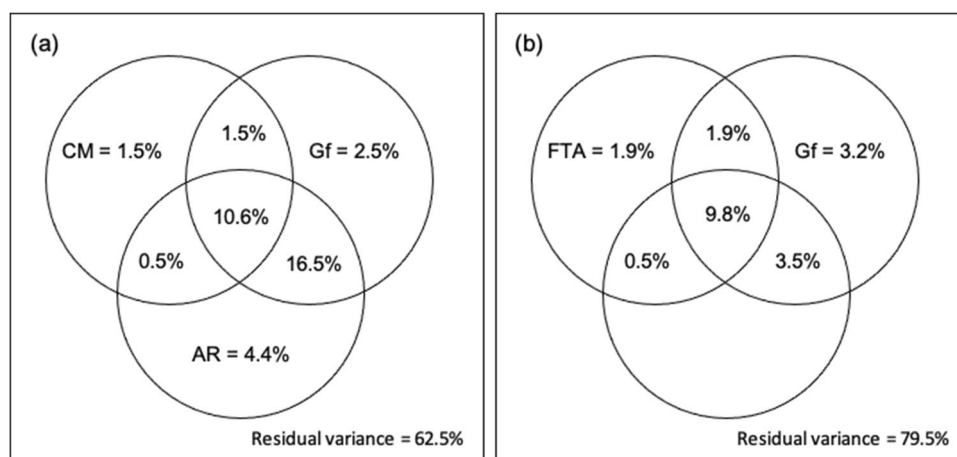 (a)
1.5%
CM = 1.5%
Gf = 2.5%
10.6%
0.5%
16.5%
AR = 4.4%
Residual variance = 62.5%
(b)
1.9%
FTA = 1.9%
Gf = 3.2%
9.8%
0.5%
3.5%
Residual variance = 79.5%